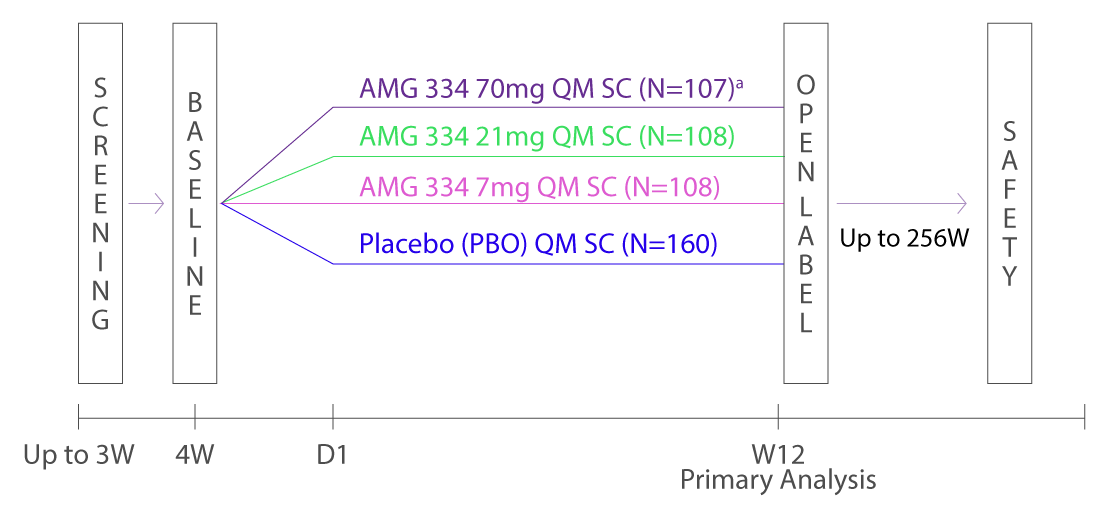 SCREENING
BASELINE
AMG 334 70mg QM SC (N=107)ᵃ
AMG 334 21mg QM SC (N=108)
AMG 334 7mg QM SC (N=108)
Placebo (PBO) QM SC (N=160)
OPEN LABEL
Up to 256W
SAFETY
Up to 3W
4W
D1
W12
Primary Analysis